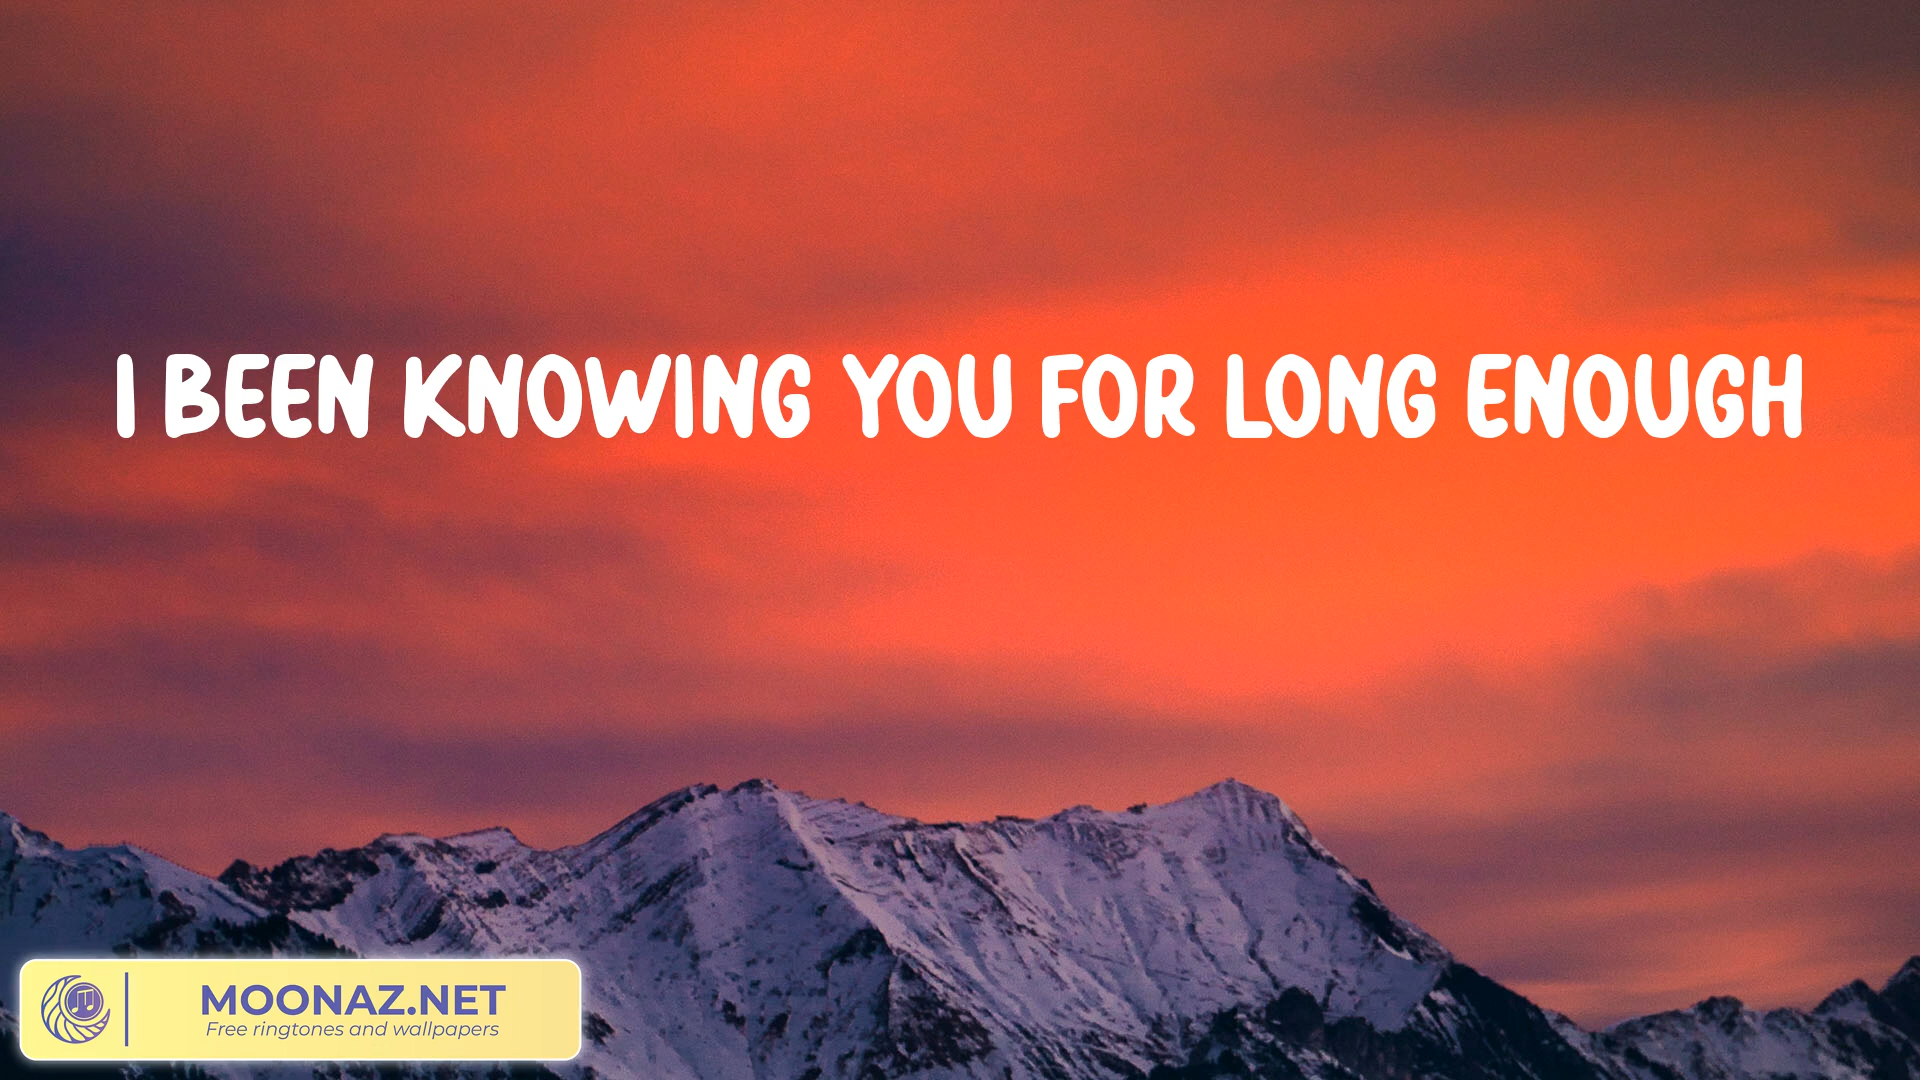 I BEEN KNOWING YOU FOR LONG ENOUGH
MOONAZ.NET
Free ringtones and wallpapers